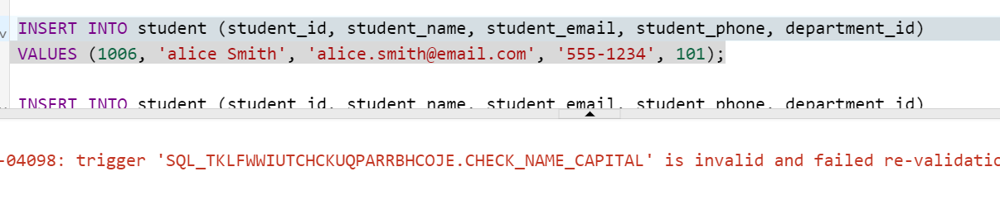 INSERT INTO student (student_id, student_name, student_email, student_phone, department_id)
VALUES (1006, 'alice Smith', 'alice.smith@email.com', '555-1234', 101);
INSERT INTO student (student_id, student_name, student_email, student_phone, department_id)
-04098: trigger 'SQL_TKLFWWIUTCHCKUQPARRBHCOJE.CHECK_NAME_CAPITAL' is invalid and failed re-validatio